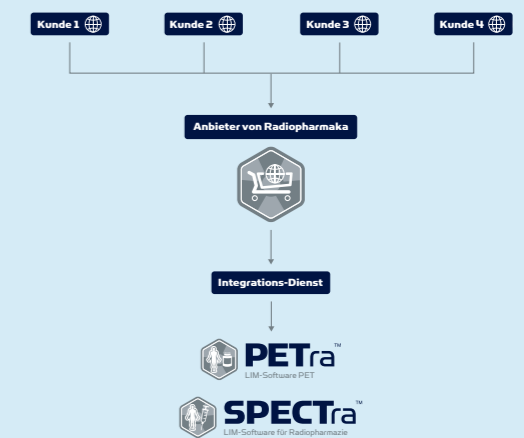 Kunde 1 Kunde 2 Kunde 3 Kunde 4
Anbieter von Radiopharmaka
Integrations-Dienst
PETra™
LIM-Software PET
SPECTra™
LIM-Software für Radiopharmazie